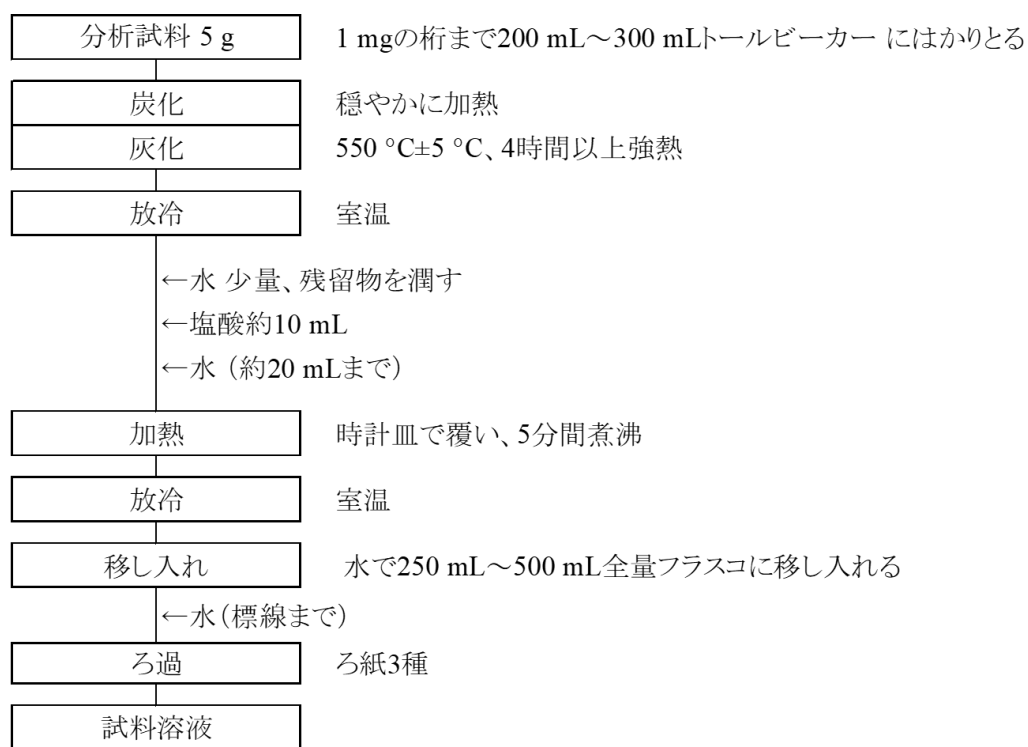 分析試料 5 g 1 mgの桁まで200 mL～300 mLトールビーカー にはかりとる
炭化 穏やかに加熱
灰化 550 °C±5 °C、4時間以上強熱
放冷 室温
←水 少量、残留物を潤す
←塩酸約10 mL
←水（約20 mLまで）
加熱 時計皿で覆い、5分間煮沸
放冷 室温
移し入れ 水で250 mL～500 mL全量フラスコに移し入れる
←水（標線まで）
ろ過 ろ紙3種
試料溶液